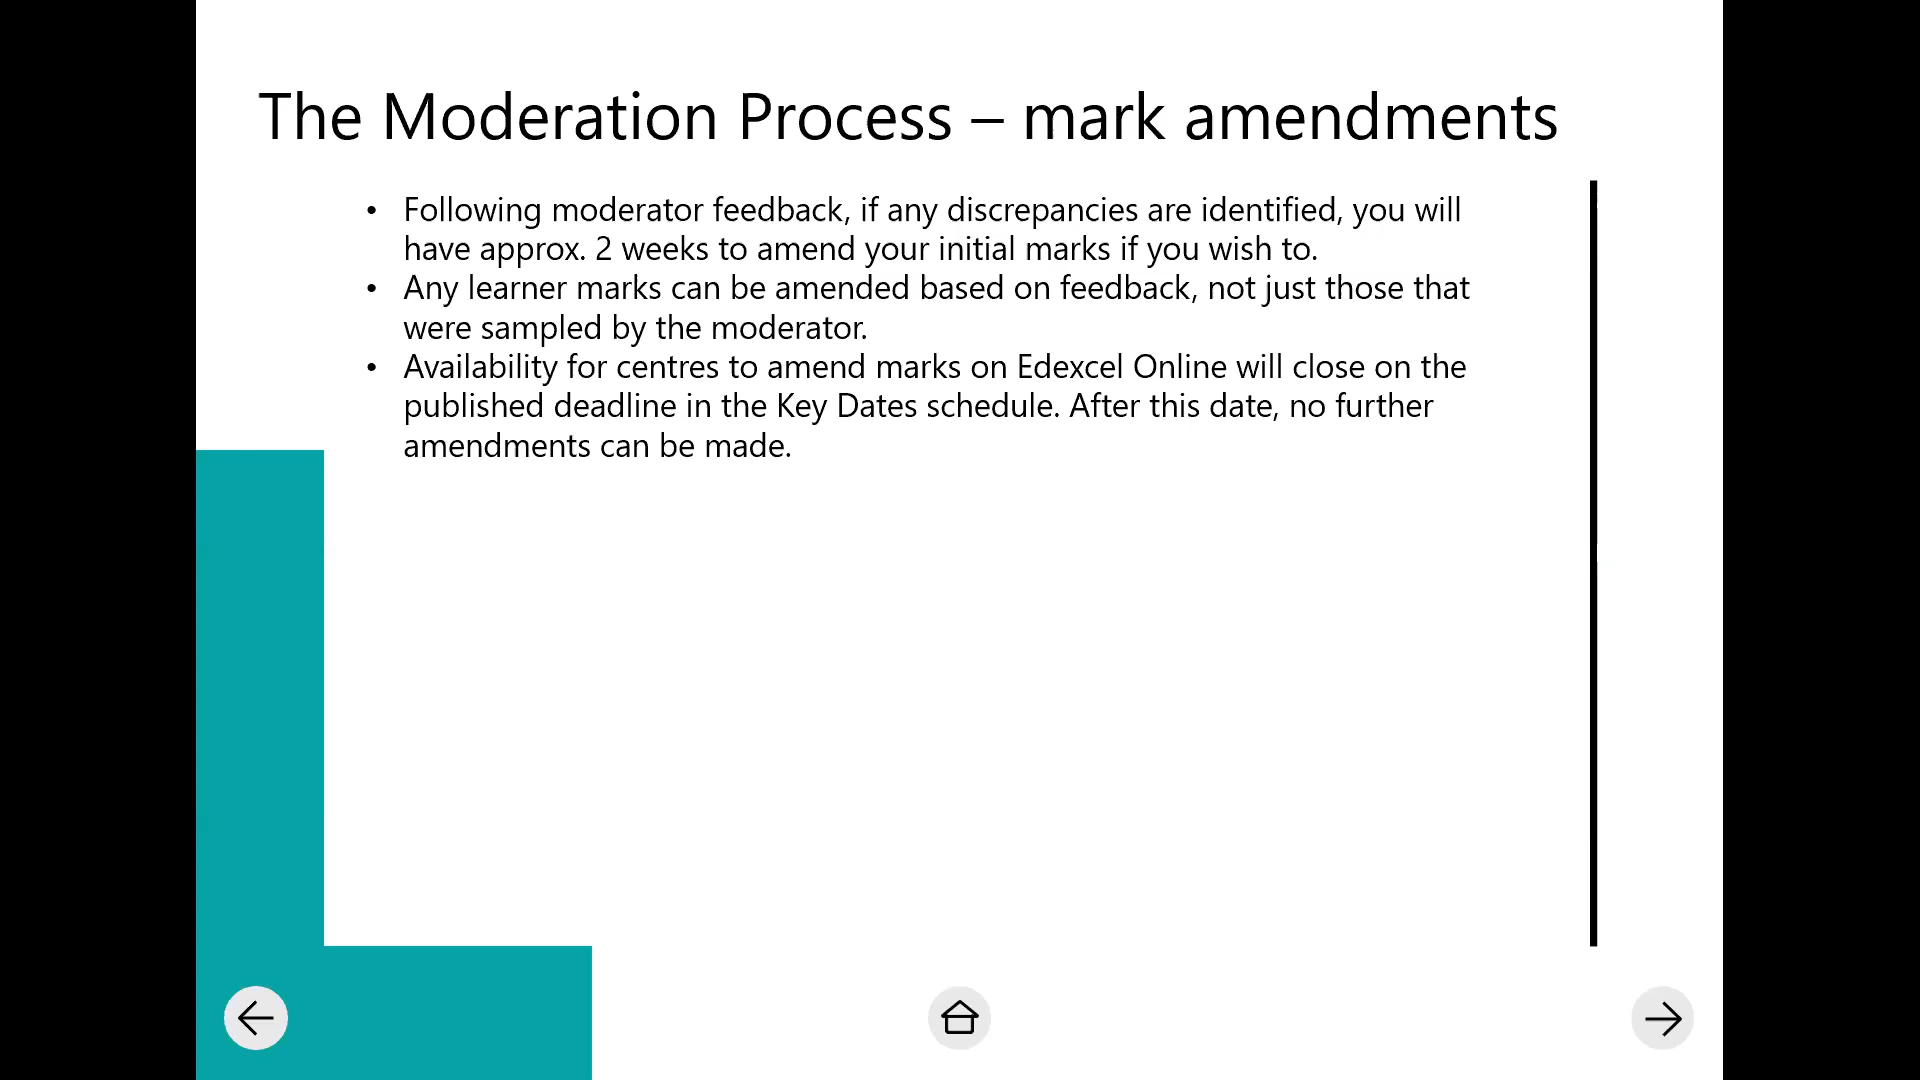 The Moderation Process – mark amendments
• Following moderator feedback, if any discrepancies are identified, you will
have approx. 2 weeks to amend your initial marks if you wish to.
• Any learner marks can be amended based on feedback, not just those that
were sampled by the moderator.
• Availability for centres to amend marks on Edexcel Online will close on the
published deadline in the Key Dates schedule. After this date, no further
amendments can be made.